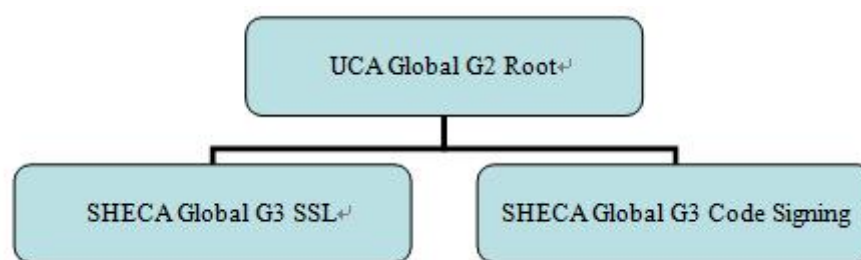 UCA Global G2 Root↵
SHECA Global G3 SSL↵
SHECA Global G3 Code Signing